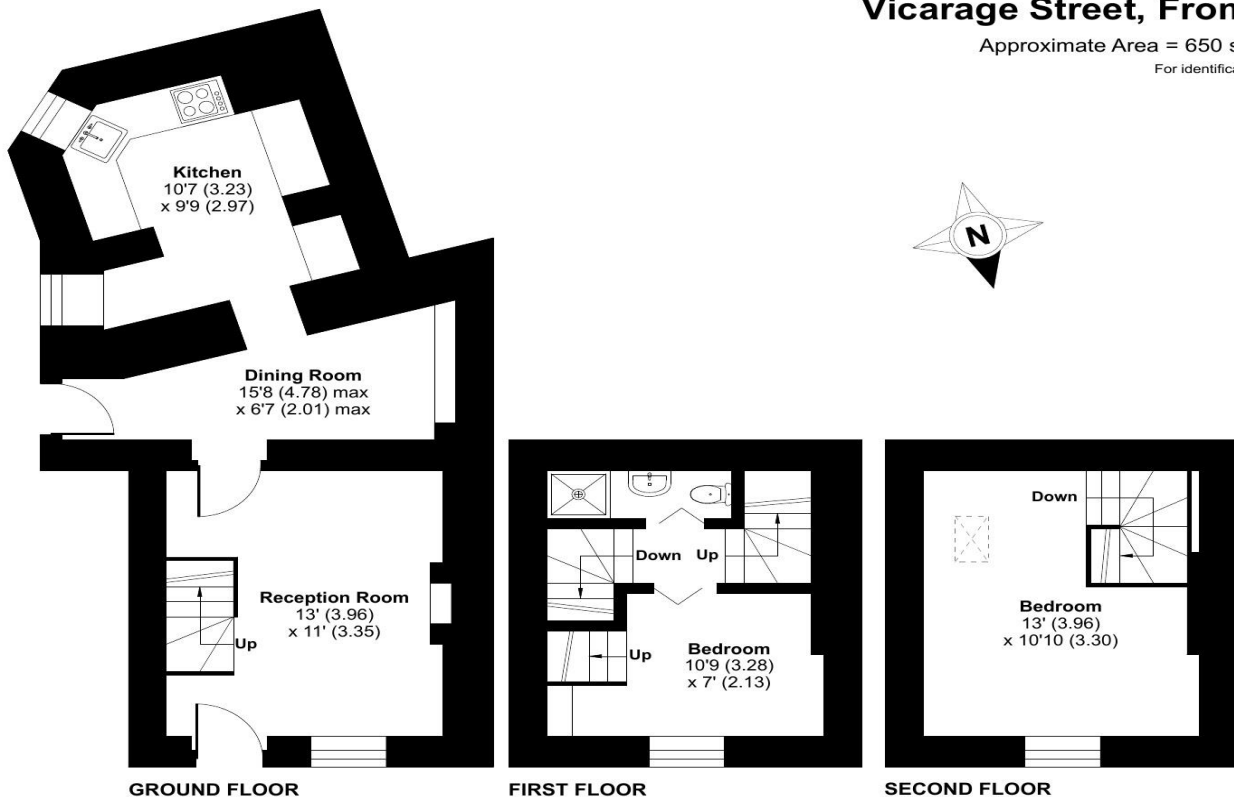 Vicarage Street,
Approximate Area = 650
For
Kitchen
10'7 (3.23)
x 9'9 (2.97)
N
Dining Room
15'8 (4.78) max
x 6'7 (2.01) max
Reception Room
13' (3.96)
x 11' (3.35)
Up
Down
Up
Up
Bedroom
10'9 (3.28)
x 7' (2.13)
Down
Bedroom
13' (3.96)
x 10'10 (3.30)
GROUND FLOOR
FIRST FLOOR
SECOND FLOOR